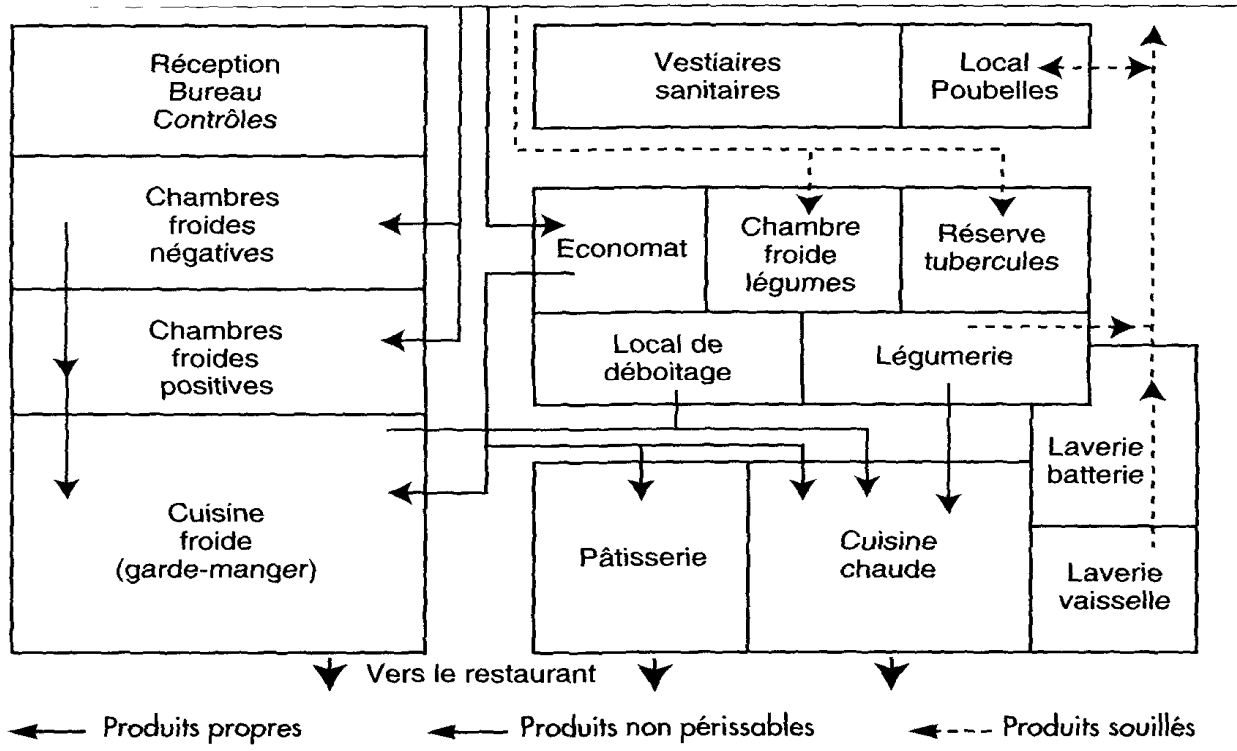 Réception
Bureau
Contrôles
Vestiaires
sanitaires
Local
Poubelles
Chambres
froides
négatives
Economat
Chambre
froide
légumes
Réserve
tubercules
Chambres
froides
positives
Local de
déboitage
Légumerie
Laverie
batterie
Cuisine
froide
(garde-manger)
Pâtisserie
Cuisine
chaude
Laverie
vaisselle
Vers le restaurant
Produits propres
Produits non périssables
Produits souillés